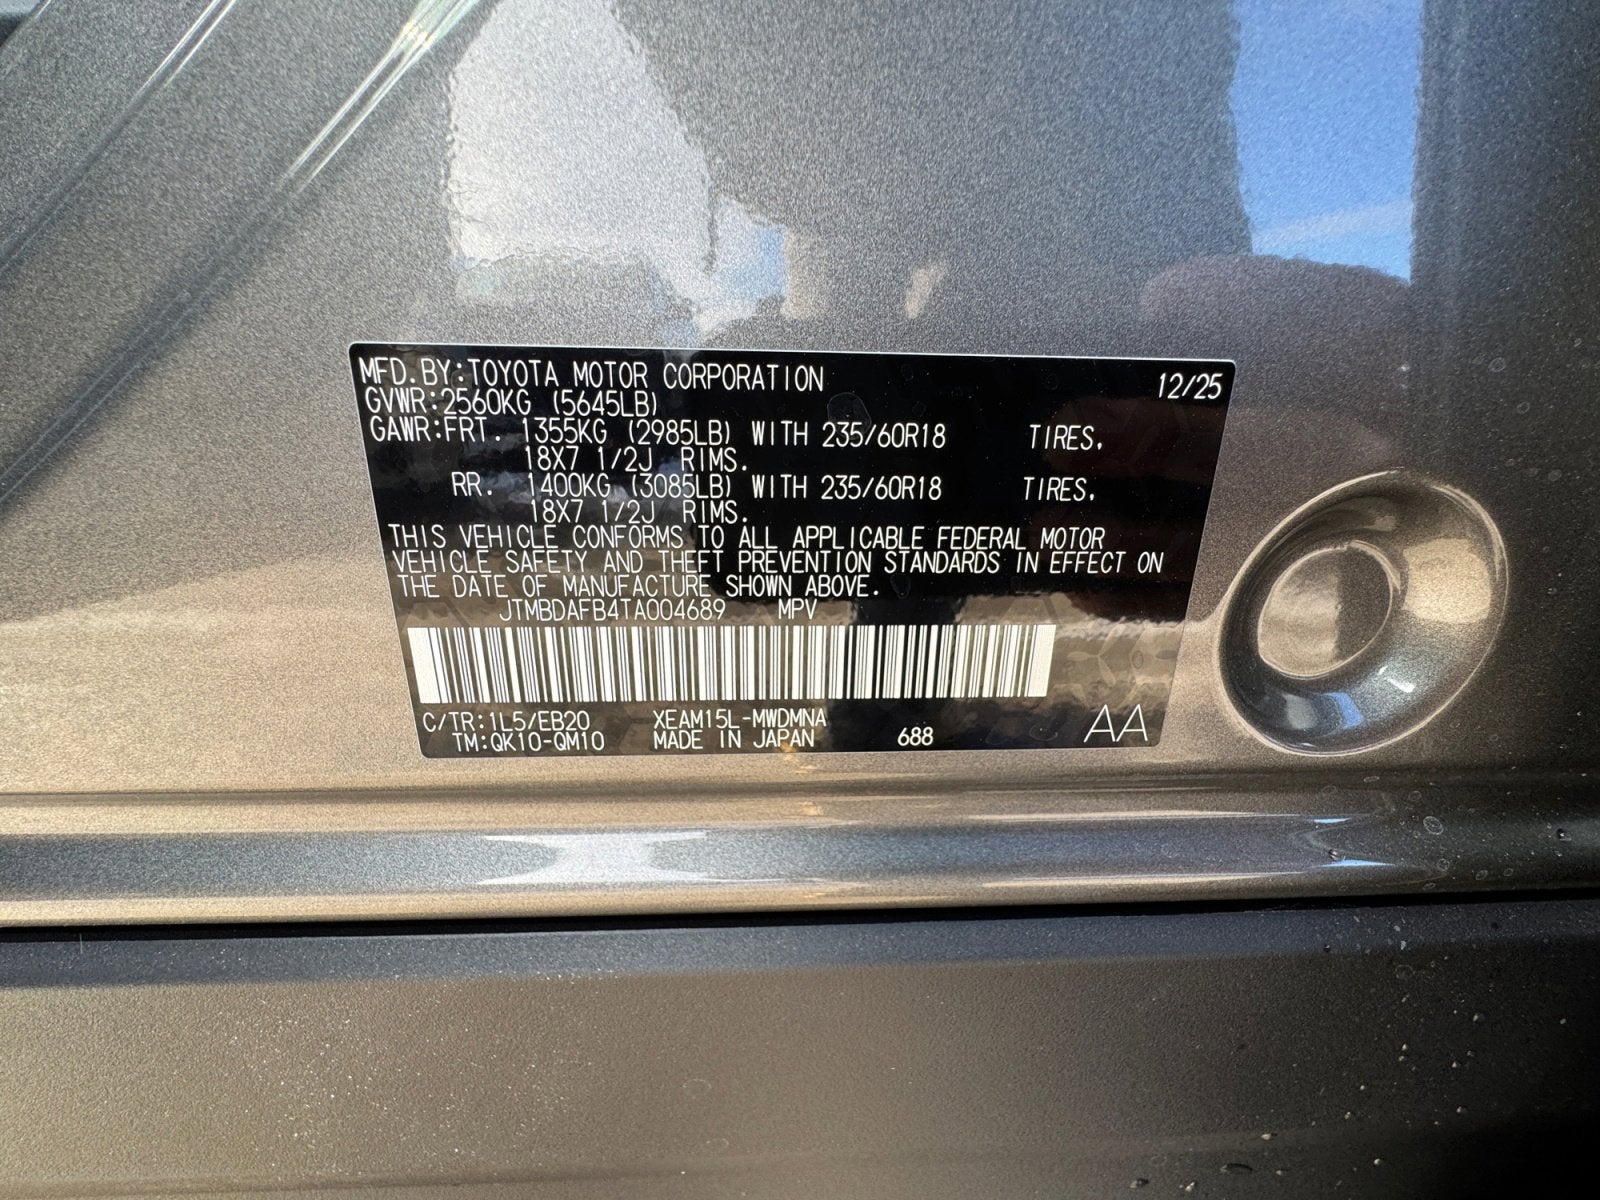 MFD.BY:TOYOTA MOTOR CORPORATION 12/25
GVWR:2560KG (5645LB)
GAWR:FRT. 1355KG (2985LB) WITH 235/60R18 TIRES,
18X7 1/2J RIMS.
RR. 1400KG (3085LB) WITH 235/60R18 TIRES,
18X7 1/2J RIMS.
THIS VEHICLE CONFORMS TO ALL APPLICABLE FEDERAL MOTOR
VEHICLE SAFETY AND THEFT PREVENTION STANDARDS IN EFFECT ON
THE DATE OF MANUFACTURE SHOWN ABOVE.
JTMBDAFB4TA004689 MPV
C/TR:1L5/EB20 XEAM15L-MWDMNA
TM:QK10-QM10 MADE IN JAPAN 688 AA